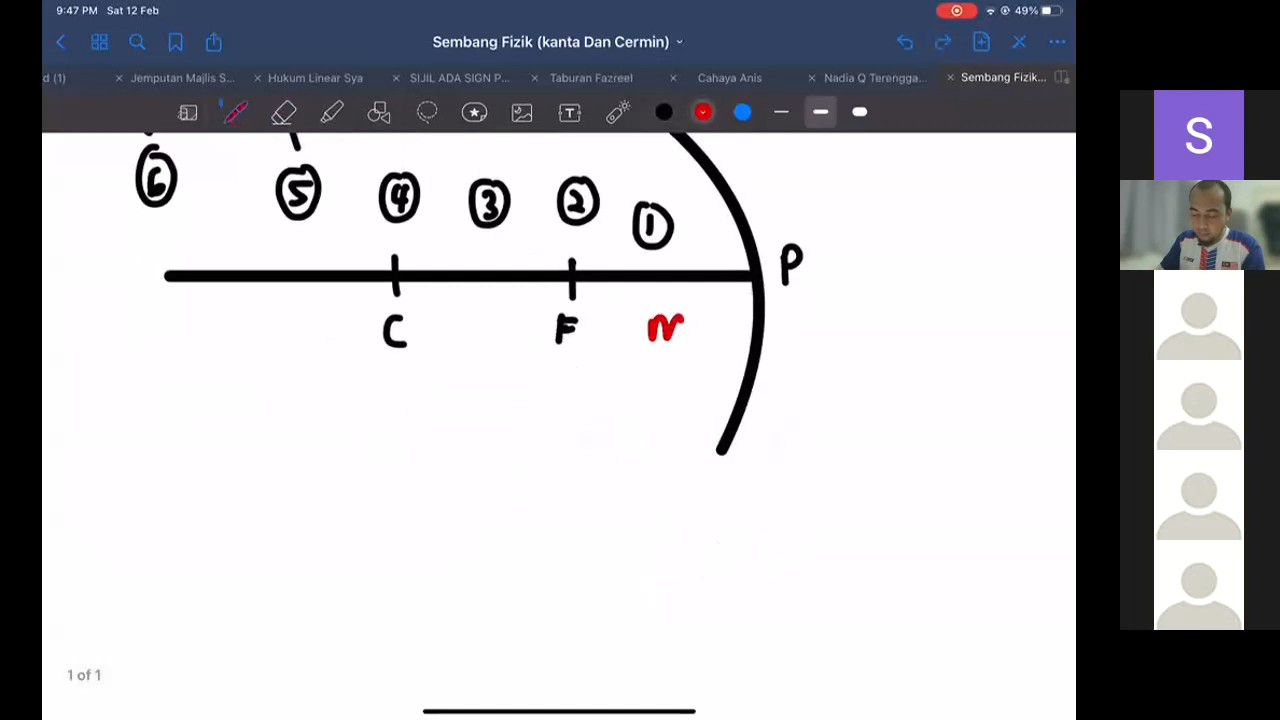 9:47 PM Sat 12 Feb
49%
Sembang Fizik (kanta Dan Cermin)
d (1)
Jemputan Majlis S...
Hukum Linear Sya
SIJIL ADA SIGN P...
Taburan Fazreel
Cahaya Anis
Nadia Q Terengga...
Sembang Fizik...
6 5 4 3 2 1
P
C F
1 of 1
S